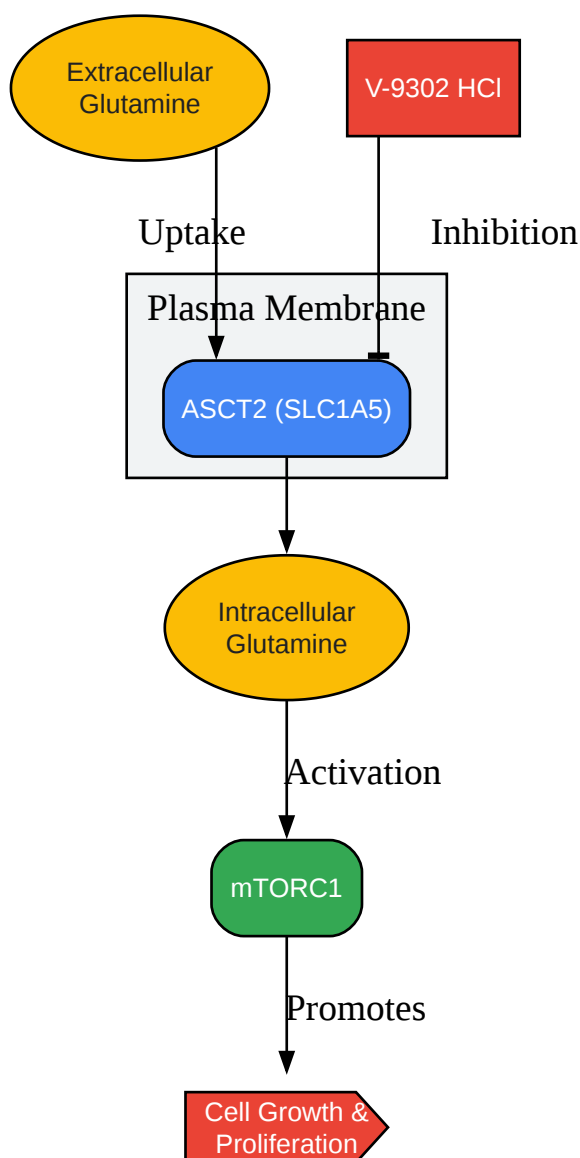 Extracellular
Glutamine
V-9302 HCl
Uptake
Inhibition
Plasma Membrane
ASCT2 (SLC1A5)
Intracellular
Glutamine
Activation
mTORC1
Promotes
Cell Growth &
Proliferation